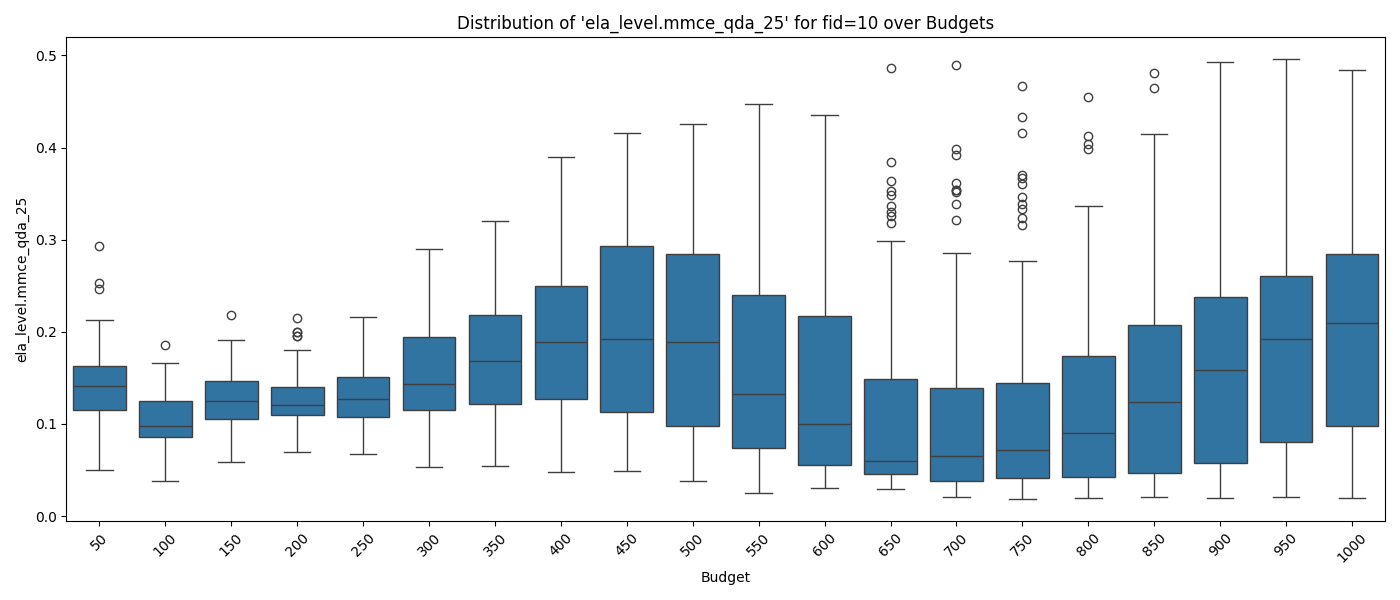 Distribution of 'ela_level.mmce_qda_25' for fid=10 over Budgets
ela_level.mmce_qda_25
0.5
0.4
0.3
0.2
0.1
0.0
50 100 150 200 250 300 350 400 450 500 550 600 650 700 750 800 850 900 950 1000
Budget